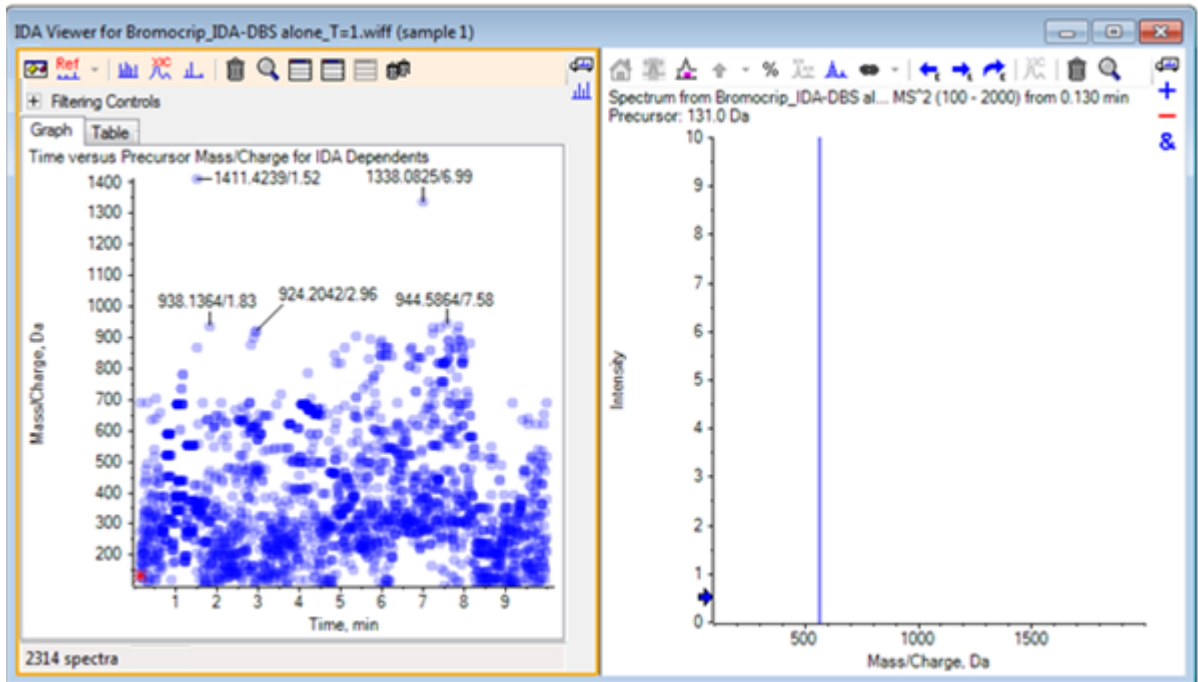 IDA Viewer for Bromocrip_IDA-DBS alone_T=1.wiff (sample 1)
Ref
XIC
+ Filtering Controls
Graph Table
Time versus Precursor Mass/Charge for IDA Dependents
1400
1300
1200
1100
1000
900
800
700
600
500
400
300
200
Mass/Charge, Da
1411.4239/1.52
1338.0825/6.99
938.1364/1.83
924.2042/2.96
944.5864/7.58
1 2 3 4 5 6 7 8 9
Time, min
2314 spectra
%
XIC
+
−
&
Spectrum from Bromocrip_IDA-DBS al... MS^2 (100 - 2000) from 0.130 min
Precursor: 131.0 Da
10
9
8
7
6
5
4
3
2
1
0
Intensity
500 1000 1500
Mass/Charge, Da